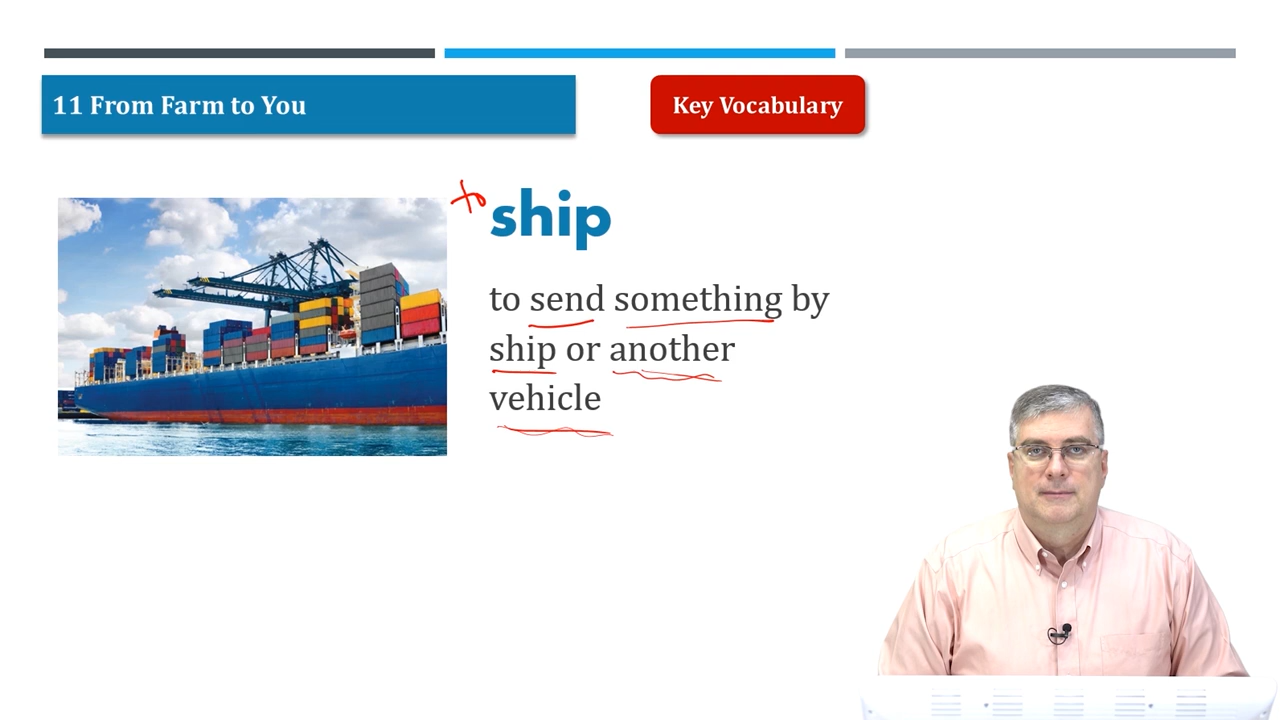 11 From Farm to You
Key Vocabulary
to ship
to send something by
ship or another
vehicle